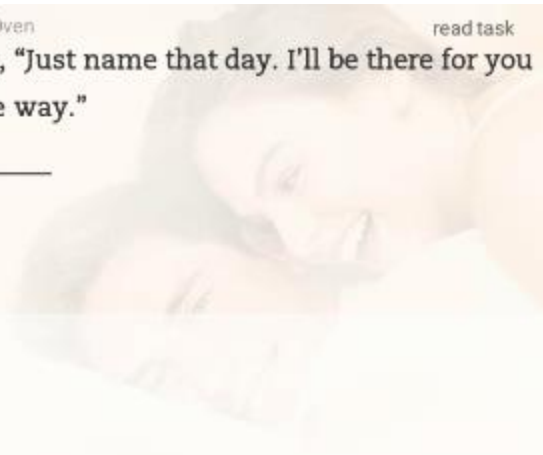 read task
, “Just name that day. I’ll be there for you
way.”